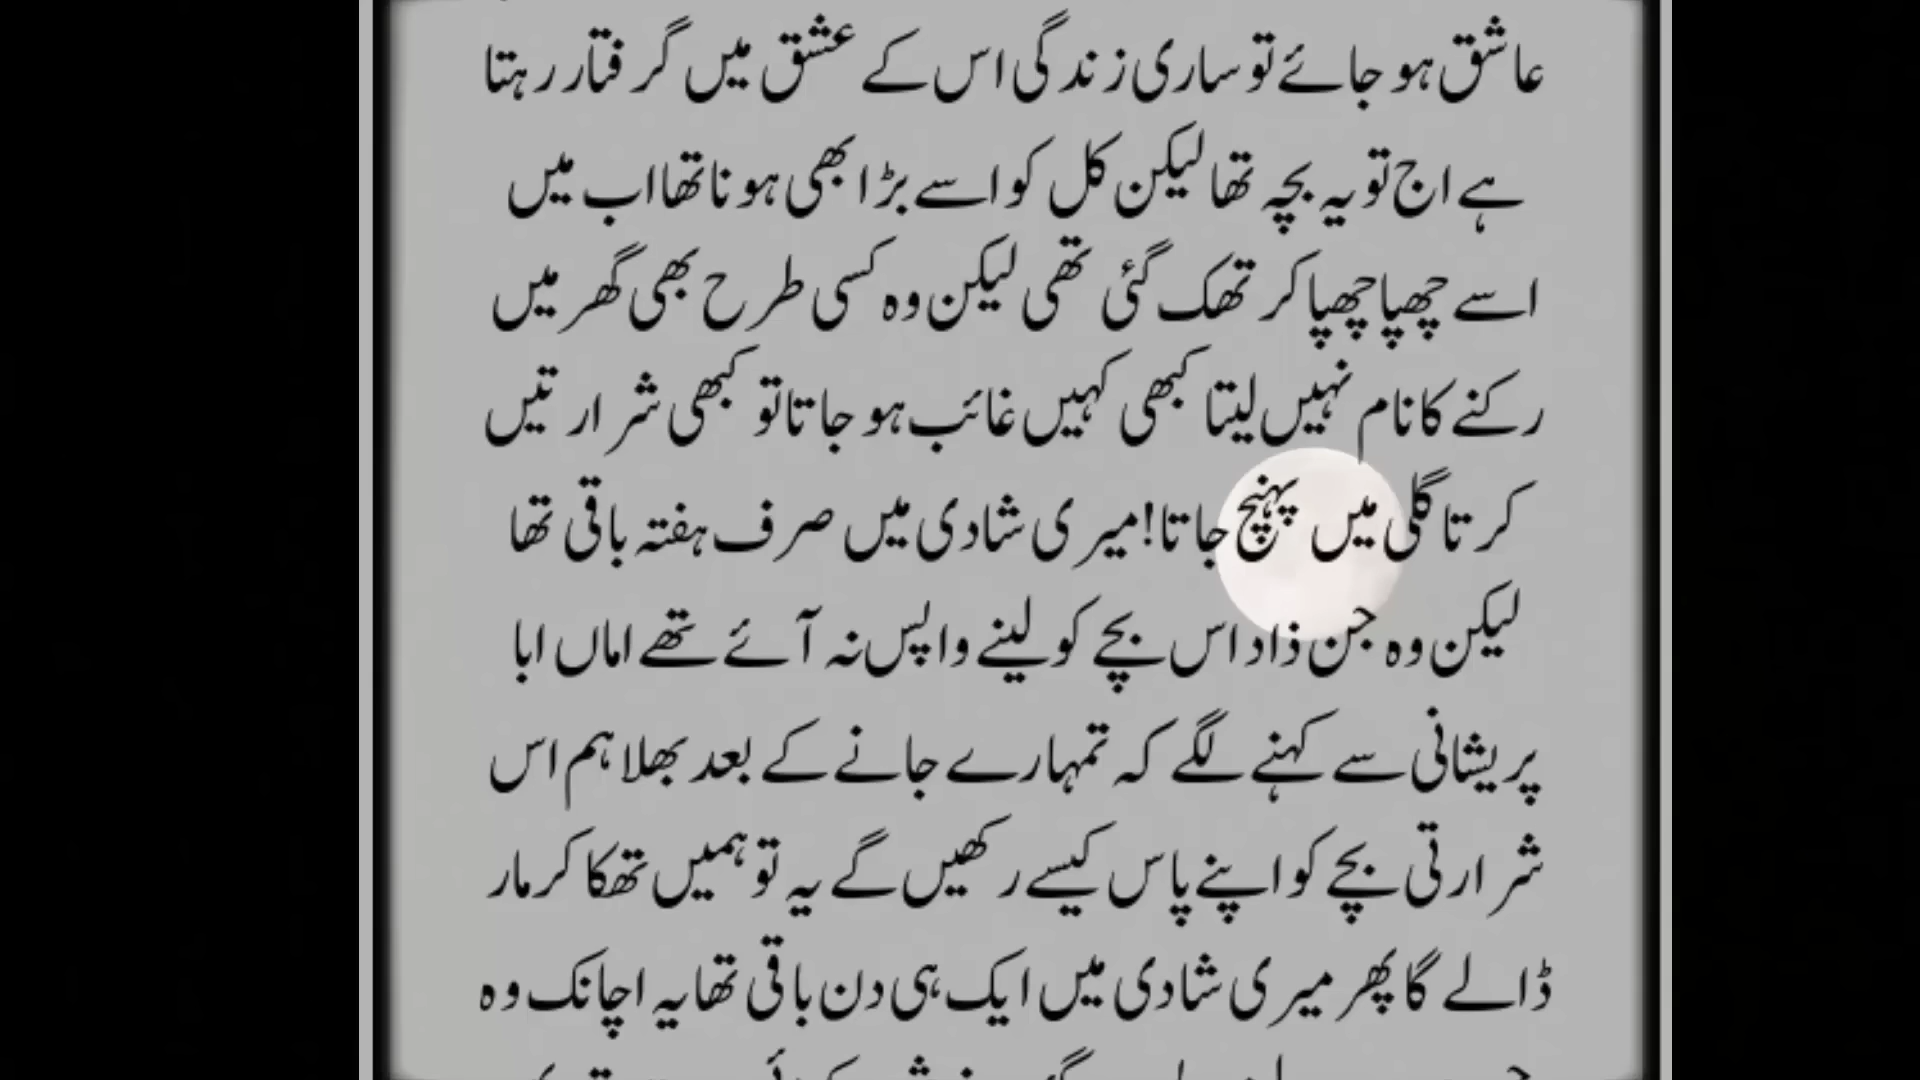 عاشق ہو جائے تو ساری زندگی اس کے عشق میں گرفتار رہتا
ہے اج تو یہ بچہ تھا لیکن کل کو اسے بڑا بھی ہونا تھا اب میں
اسے چھپا چھپا کر تھک گئی تھی لیکن وہ کسی طرح بھی گھر میں
رکنے کا نام نہیں لیتا کبھی کہیں غائب ہو جاتا تو کبھی شرارتیں
کرتا گلی میں پہنچ جاتا! میری شادی میں صرف ہفتہ باقی تھا
لیکن وہ جن ذاد اس بچے کو لینے واپس نہ آئے تھے اماں ابا
پریشانی سے کہنے لگے کہ تمہارے جانے کے بعد بھلا ہم اس
شرارتی بچے کو اپنے پاس کیسے رکھیں گے یہ تو ہمیں تھکا کر مار
ڈالے گا پھر میری شادی میں ایک ہی دن باقی تھا یہ اچانک وہ